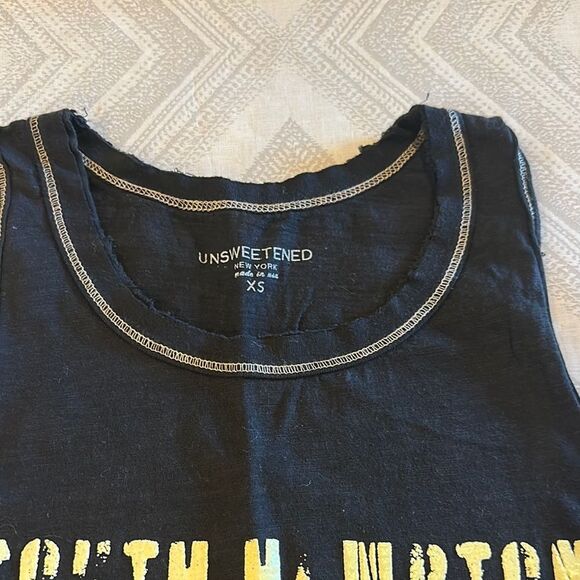 UNSWEETENED
NEW YORK
made in usa
XS
SOUTH HAMPTON